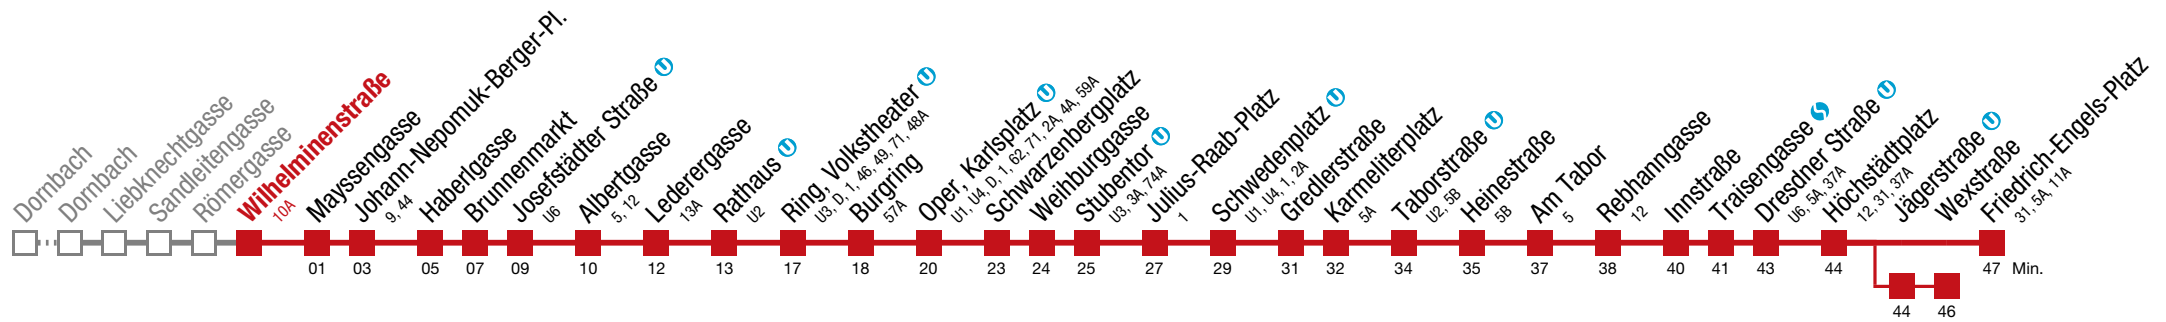 Dornbach
Dornbach
Liebknechtgasse
Sandleitengasse
Römergasse
Wilhelminenstraße
10A
Mayssengasse
Johann-Nepomuk-Berger-Pl.
9, 44
Haberlgasse
Brunnenmarkt
Josefstädter Straße U
U6
Albertgasse
5, 12
Lederergasse
13A
Rathaus U
U2
Ring, Volkstheater U
U3, D, 1, 46, 49, 71, 48A
Burgring
57A
Oper, Karlsplatz U
U1, U4, D, 1, 62, 71, 2A, 4A, 59A
Schwarzenbergplatz
Weihburggasse
Stubentor U
U3, 3A, 74A
Julius-Raab-Platz
1
Schwedenplatz U
U1, U4, 1, 2A
Gredlerstraße
Karmeliterplatz
5A
Taborstraße U
U2, 5B
Heinestraße
5B
Am Tabor
5
Rebhanngasse
12
Innstraße
Traisengasse S
Dresdner Straße U
U6, 5A, 37A
Höchstädtplatz
12, 31, 37A
Jägerstraße U
Wexstraße
Friedrich-Engels-Platz
31, 5A, 11A
01 03 05 07 09 10 12 13 17 18 20 23 24 25 27 29 31 32 34 35 37 38 40 41 43 44 47 Min.
44 46